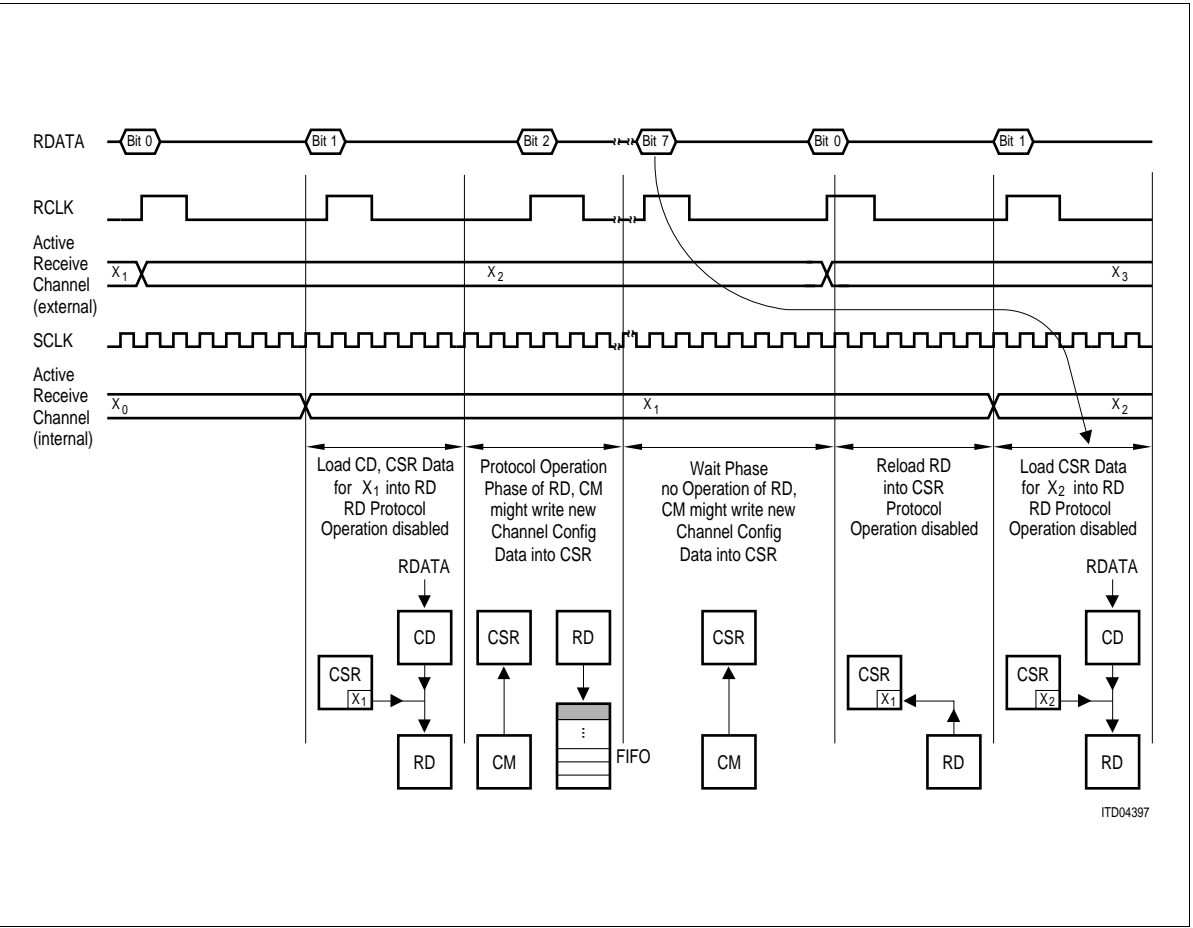 RDATA
Bit 0
Bit 1
Bit 2
Bit 7
Bit 0
Bit 1
RCLK
Active
Receive
Channel
(external)
X1
X2
X3
SCLK
Active
Receive
Channel
(internal)
X0
X1
X2
Load CD, CSR Data
for X1 into RD
RD Protocol
Operation disabled
Protocol Operation
Phase of RD, CM
might write new
Channel Config
Data into CSR
Wait Phase
no Operation of RD,
CM might write new
Channel Config
Data into CSR
Reload RD
into CSR
Protocol
Operation disabled
Load CSR Data
for X2 into RD
RD Protocol
Operation disabled
RDATA
CD
CSR
X1
RD
CSR
CM
RD
FIFO
CSR
CM
CSR
X1
RD
RDATA
CD
CSR
X2
RD
ITD04397